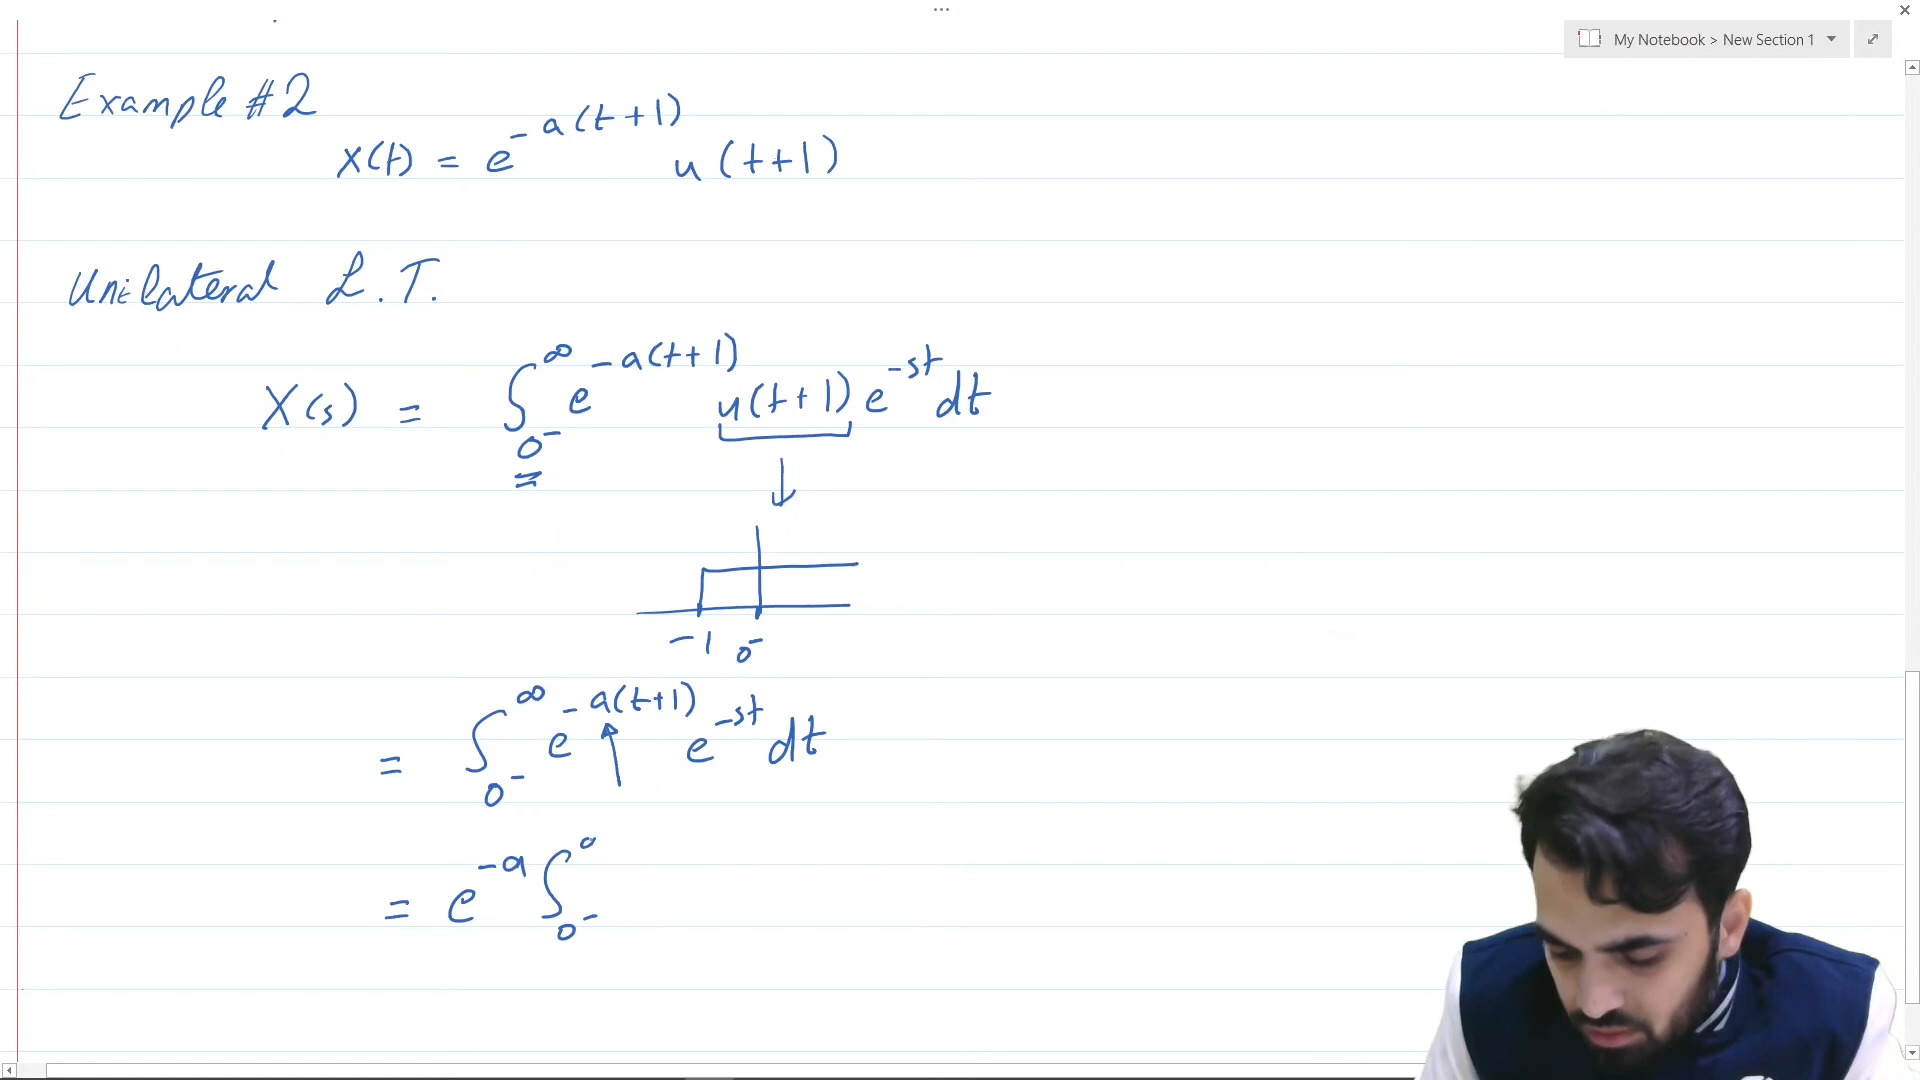 My Notebook > New Section 1
Example #2
x(t) = e^{-a(t+1)} u(t+1)
Unilateral L.T.
X(s) = ∫_{0^-}^{∞} e^{-a(t+1)} u(t+1) e^{-st} dt
-1 0^-
= ∫_{0^-}^{∞} e^{-a(t+1)} e^{-st} dt
= e^{-a} ∫_{0^-}